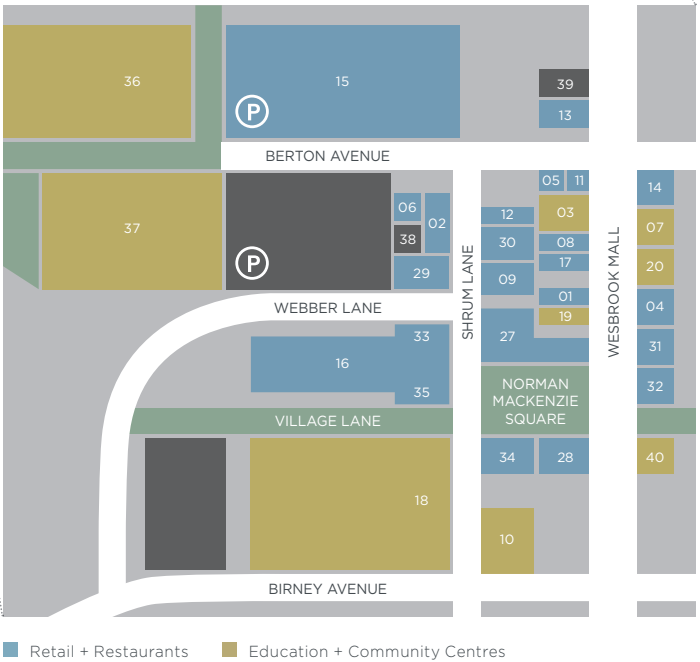 36
15
P
39
13
BERTON AVENUE
05
11
14
06
02
12
03
07
37
38
30
08
17
20
P
29
09
SHRUM LANE
WESBROOK MALL
01
04
WEBBER LANE
19
33
27
31
16
35
32
NORMAN
MACKENZIE
SQUARE
VILLAGE LANE
34
28
40
18
10
BIRNEY AVENUE
Retail + Restaurants
Education + Community Centres